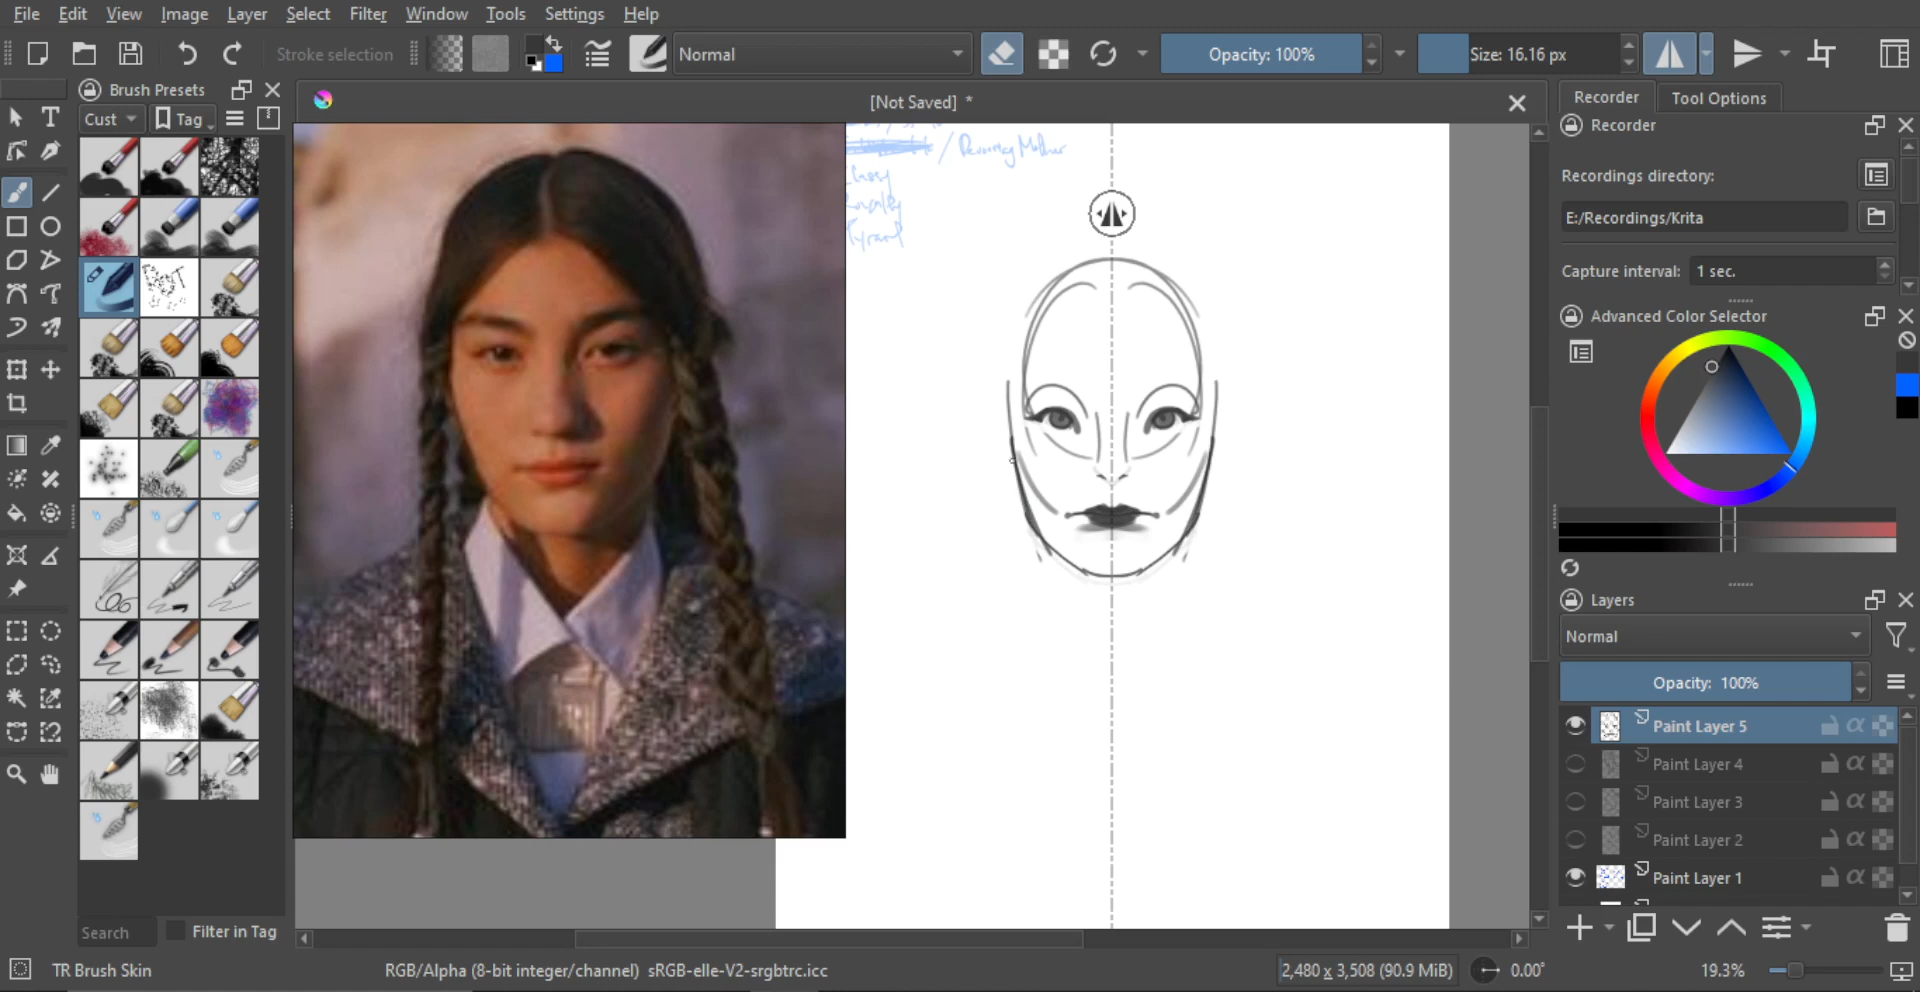 File Edit View Image Layer Select Filter Window Tools Settings Help
Stroke selection Normal Opacity: 100% Size: 16.16 px
Brush Presets
Cust Tag
[Not Saved] *
Recorder Tool Options
Recorder
Recordings directory:
E:/Recordings/Krita
Capture interval: 1 sec.
Advanced Color Selector
Layers
Normal
Opacity: 100%
Paint Layer 5
Paint Layer 4
Paint Layer 3
Paint Layer 2
Paint Layer 1
/ Devouring Mother
Tyrant
Search Filter in Tag
TR Brush Skin RGB/Alpha (8-bit integer/channel) sRGB-elle-V2-srgbtrc.icc 2,480 x 3,508 (90.9 MiB) 0.00° 19.3%